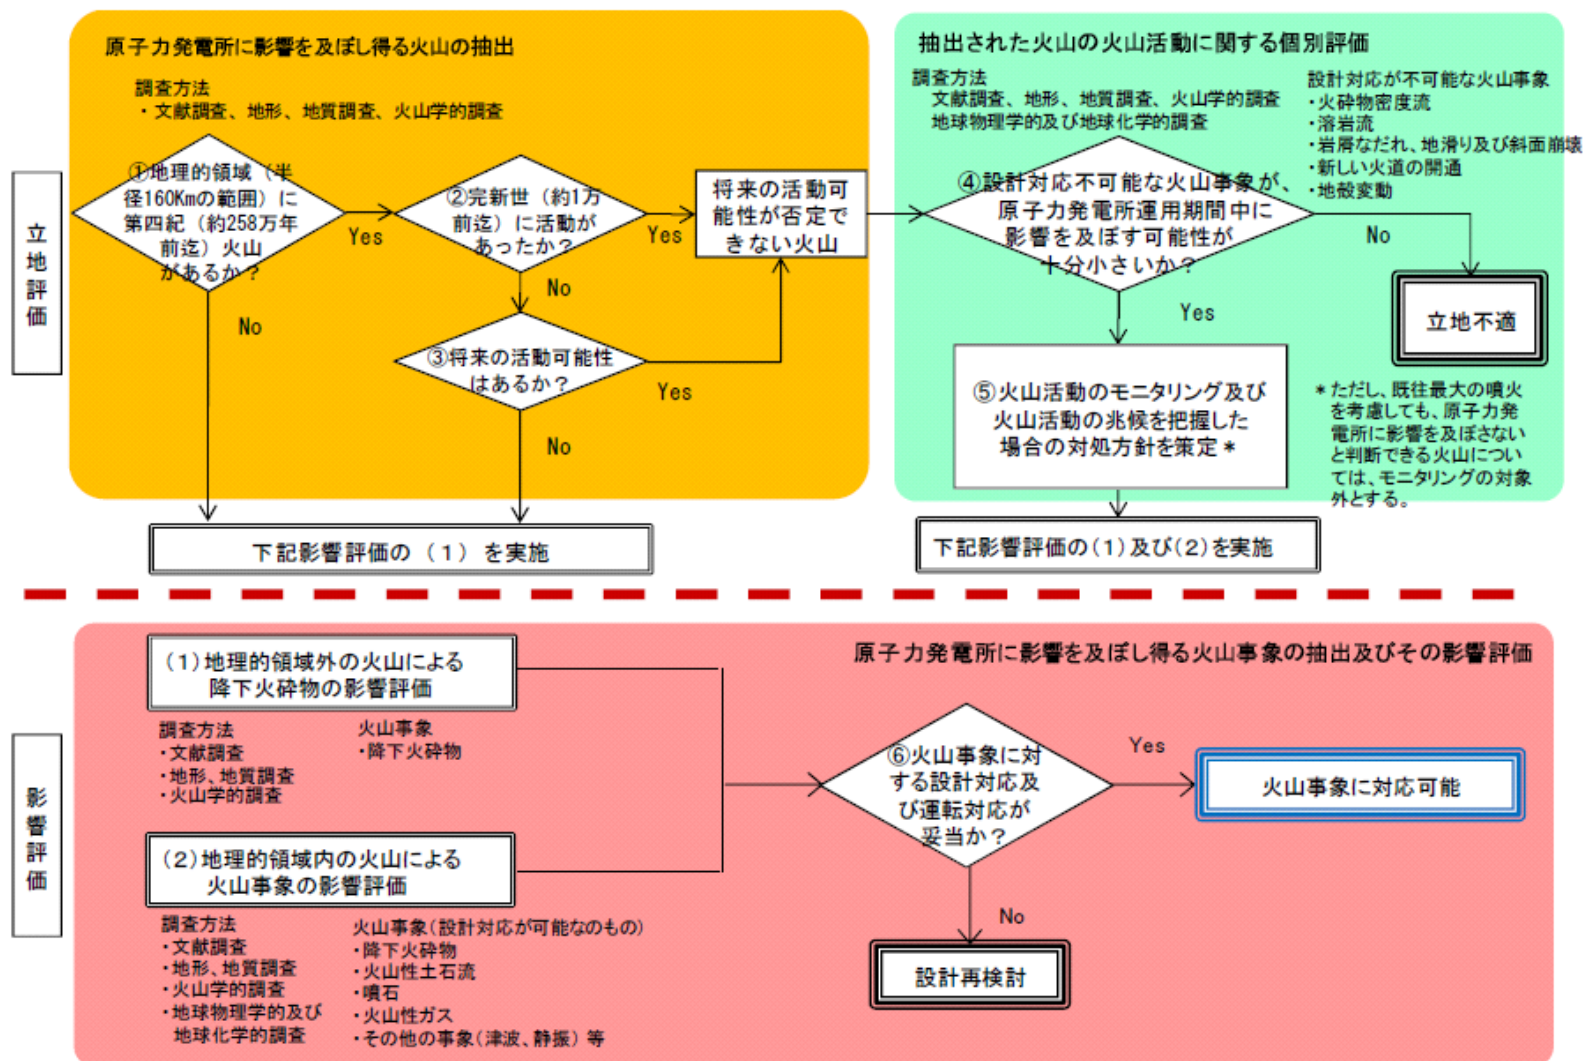 立地評価
原子力発電所に影響を及ぼし得る火山の抽出
調査方法
・文献調査、地形、地質調査、火山学的調査
①地理的領域（半
径160Kmの範囲）に
第四紀（約258万年
前迄）火山
があるか？
Yes
No
②完新世（約1万
前迄）に活動が
あったか？
Yes
No
③将来の活動可能性
はあるか？
Yes
No
将来の活動可
能性が否定で
きない火山
下記影響評価の（１）を実施
抽出された火山の火山活動に関する個別評価
調査方法
文献調査、地形、地質調査、火山学的調査
地球物理学的及び地球化学的調査
設計対応が不可能な火山事象
・火砕物密度流
・溶岩流
・岩屑なだれ、地滑り及び斜面崩壊
・新しい火道の開通
・地殻変動
④設計対応不可能な火山事象が、
原子力発電所運用期間中に
影響を及ぼす可能性が
十分小さいか？
No
Yes
立地不適
⑤火山活動のモニタリング及び
火山活動の兆候を把握した
場合の対処方針を策定＊
＊ただし、既往最大の噴火
を考慮しても、原子力発
電所に影響を及ぼさない
と判断できる火山につい
ては、モニタリングの対象
外とする。
下記影響評価の(１)及び(２)を実施
影響評価
原子力発電所に影響を及ぼし得る火山事象の抽出及びその影響評価
（１）地理的領域外の火山による
降下火砕物の影響評価
調査方法
・文献調査
・地形、地質調査
・火山学的調査
火山事象
・降下火砕物
（２）地理的領域内の火山による
火山事象の影響評価
調査方法
・文献調査
・地形、地質調査
・火山学的調査
・地球物理学的及び
地球化学的調査
火山事象（設計対応が可能なのもの）
・降下火砕物
・火山性土石流
・噴石
・火山性ガス
・その他の事象（津波、静振）等
⑥火山事象に対
する設計対応及
び運転対応が
妥当か？
Yes
No
火山事象に対応可能
設計再検討